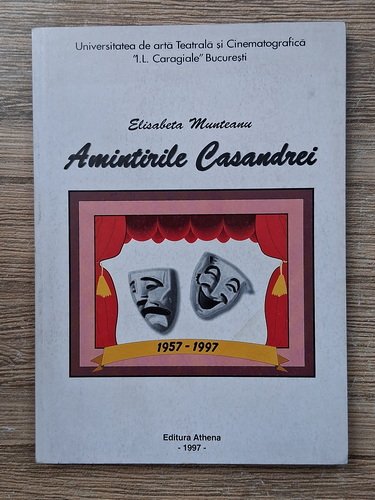 Universitatea de artă Teatrală și Cinematografică
"I.L. Caragiale" București
Elisabeta Munteanu
Amintirile Casandrei
1957 - 1997
Editura Athena
- 1997 -